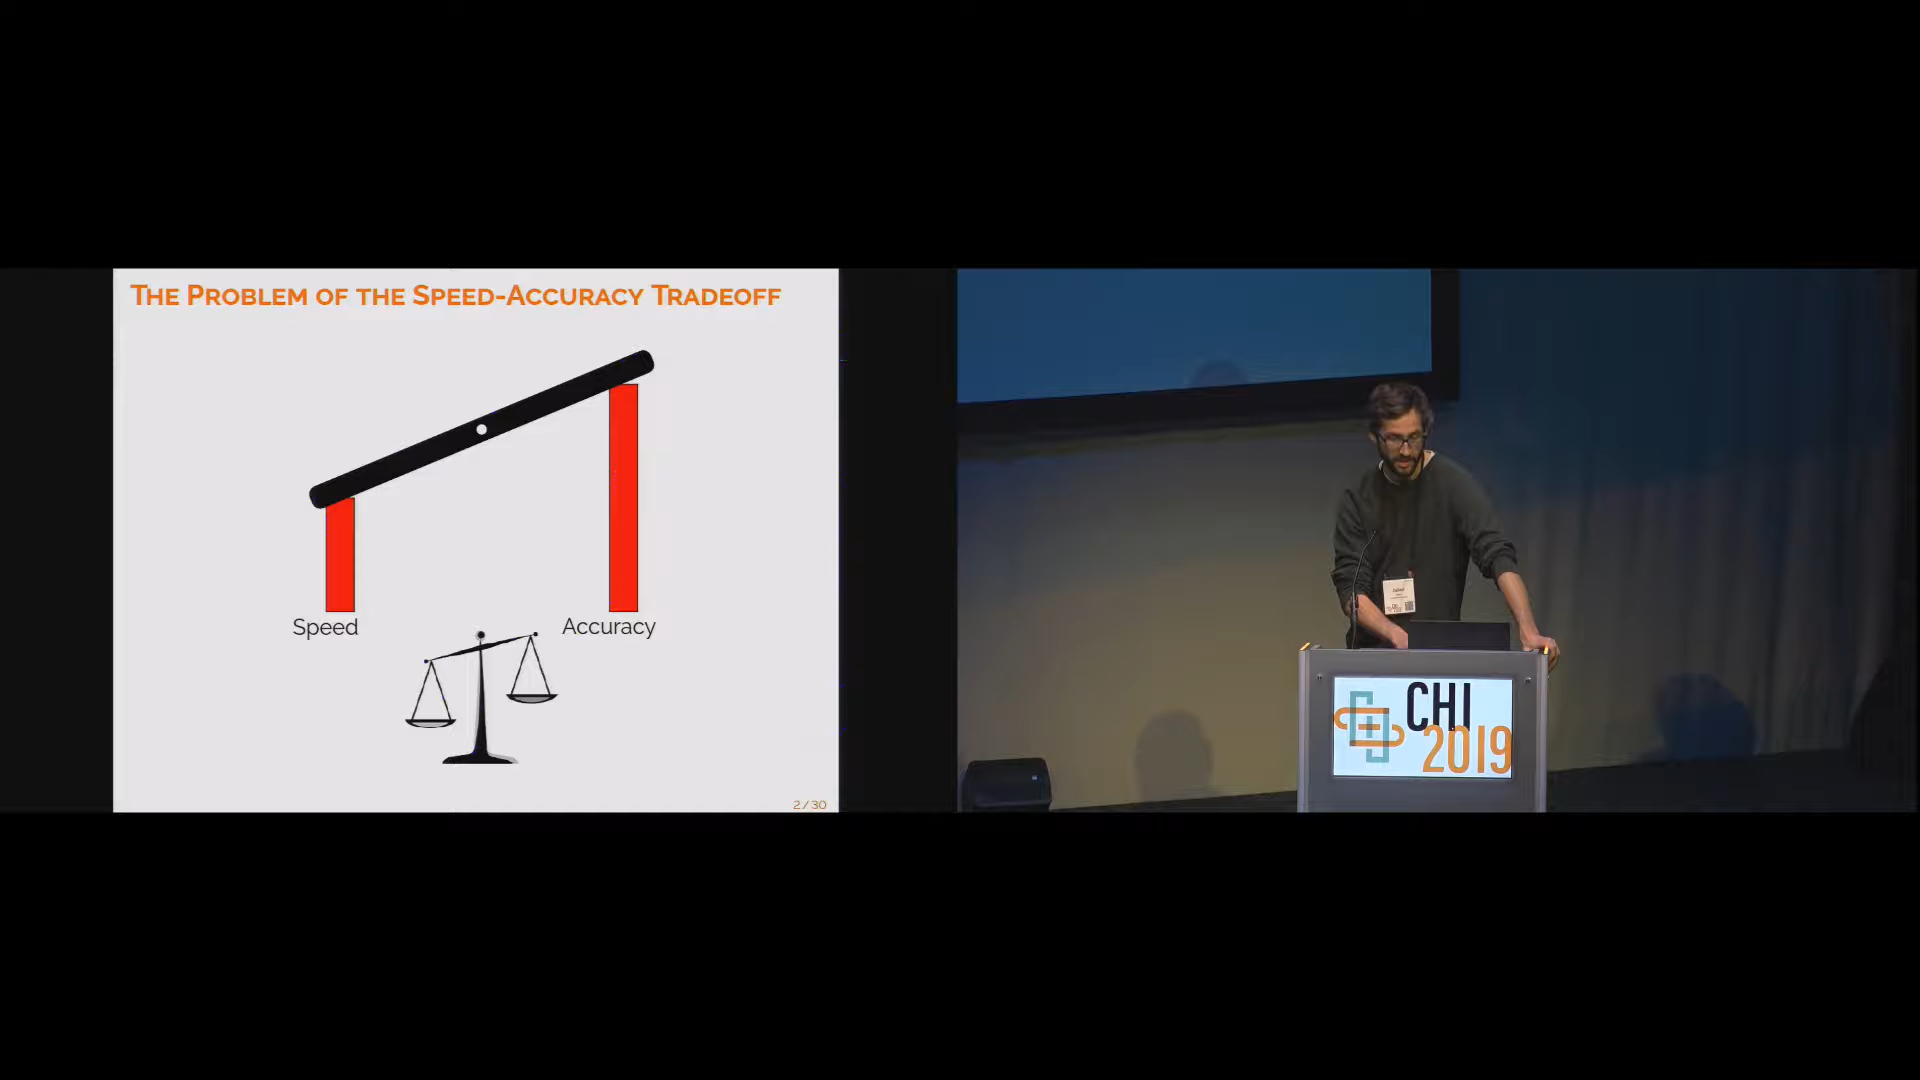 THE PROBLEM OF THE SPEED-ACCURACY TRADEOFF
Speed
Accuracy
2 / 30
CHI
2019